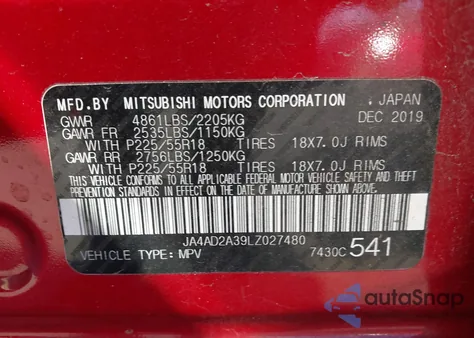 MFD.BY MITSUBISHI MOTORS CORPORATION . JAPAN
GVWR 4861LBS/2205KG DEC 2019
GAWR FR 2535LBS/1150KG
WITH P225/55R18 TIRES 18X7.0J RIMS
GAWR RR 2756LBS/1250KG
WITH P225/55R18 TIRES 18X7.0J RIMS
THIS VEHICLE CONFORMS TO ALL APPLICABLE FEDERAL MOTOR VEHICLE SAFETY, BUMPER, AND THEFT
PREVENTION STANDARDS IN EFFECT ON THE DATE OF MANUFACTURE SHOWN ABOVE.
JA4AD2A39LZ027480
VEHICLE TYPE: MPV 7430C 541
autoSnap